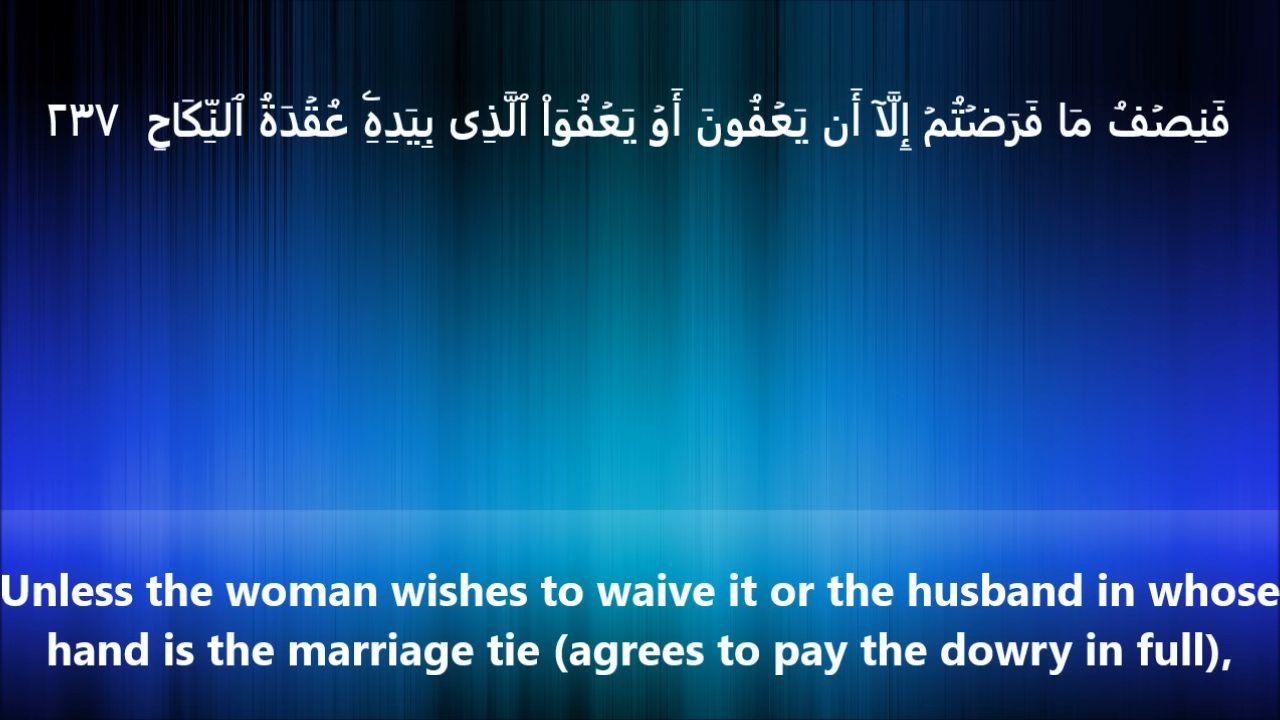 فَنِصۡفُ مَا فَرَضۡتُمۡ إِلَّآ أَن يَعۡفُونَ أَوۡ يَعۡفُوَاْ ٱلَّذِى بِيَدِهِۦ عُقۡدَةُ ٱلنِّكَاحِ ٢٣٧
Unless the woman wishes to waive it or the husband in whose
hand is the marriage tie (agrees to pay the dowry in full),